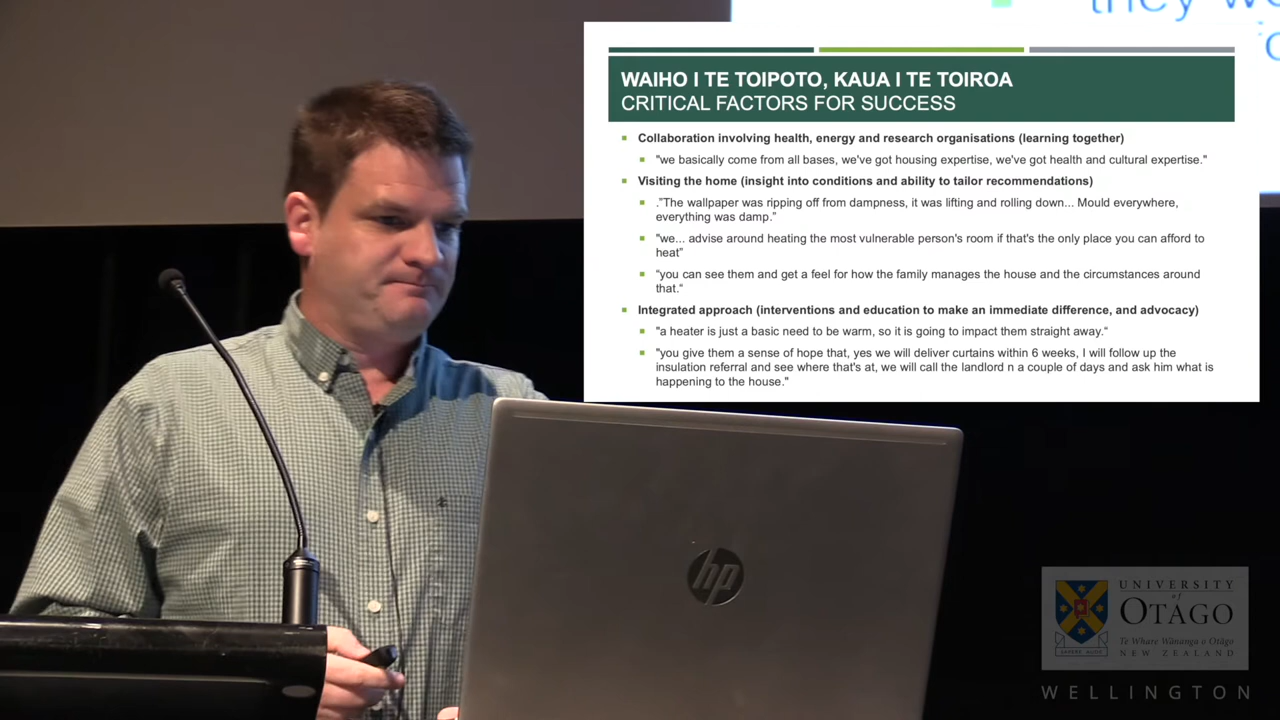 they we
WAIHO I TE TOIPOTO, KAUA I TE TOIROA
CRITICAL FACTORS FOR SUCCESS
Collaboration involving health, energy and research organisations (learning together)
"we basically come from all bases, we've got housing expertise, we've got health and cultural expertise."
Visiting the home (insight into conditions and ability to tailor recommendations)
."The wallpaper was ripping off from dampness, it was lifting and rolling down... Mould everywhere,
everything was damp."
"we... advise around heating the most vulnerable person's room if that's the only place you can afford to
heat"
"you can see them and get a feel for how the family manages the house and the circumstances around
that."
Integrated approach (interventions and education to make an immediate difference, and advocacy)
"a heater is just a basic need to be warm, so it is going to impact them straight away."
"you give them a sense of hope that, yes we will deliver curtains within 6 weeks, I will follow up the
insulation referral and see where that's at, we will call the landlord n a couple of days and ask him what is
happening to the house."
hp
UNIVERSITY
of
OTAGO
Te Whare Wānanga o Otāgo
NEW ZEALAND
SAPERE AUDE
WELLINGTON